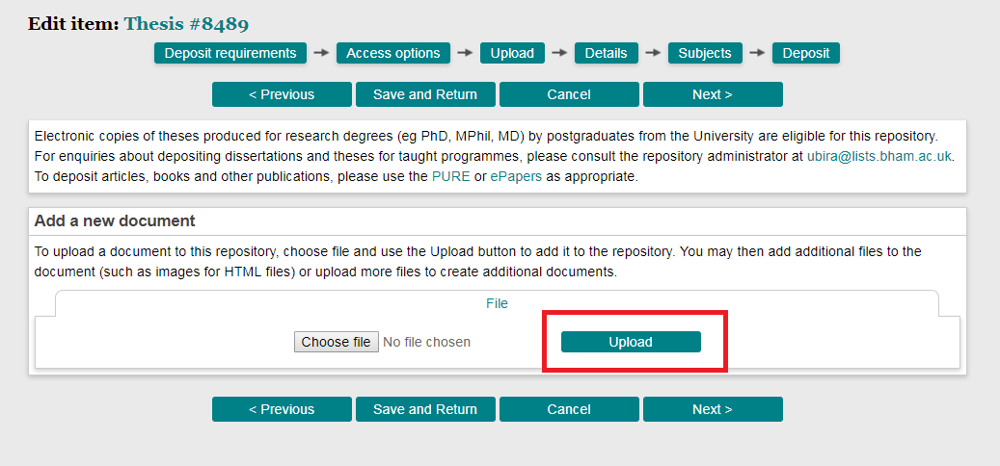 Edit item: Thesis #8489
Deposit requirements Access options Upload Details Subjects Deposit
< Previous Save and Return Cancel Next >
Electronic copies of theses produced for research degrees (eg PhD, MPhil, MD) by postgraduates from the University are eligible for this repository.
For enquiries about depositing dissertations and theses for taught programmes, please consult the repository administrator at ubira@lists.bham.ac.uk.
To deposit articles, books and other publications, please use the PURE or ePapers as appropriate.
Add a new document
To upload a document to this repository, choose file and use the Upload button to add it to the repository. You may then add additional files to the
document (such as images for HTML files) or upload more files to create additional documents.
File
Choose file No file chosen Upload
< Previous Save and Return Cancel Next >